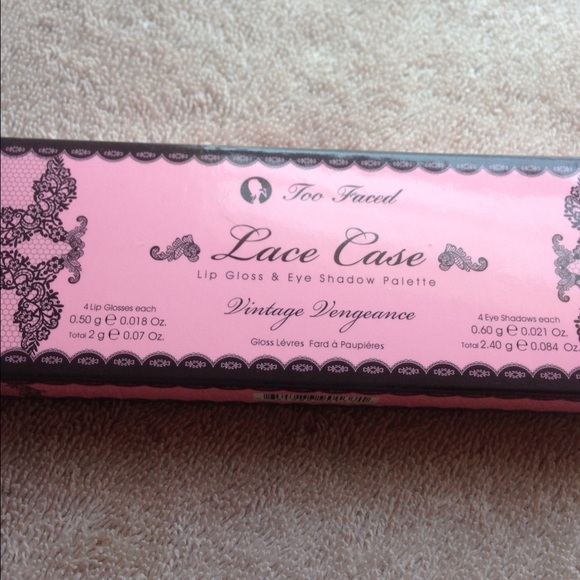 Too Faced
Lace Case
Lip Gloss & Eye Shadow Palette
Vintage Vengeance
Gloss Lévres Fard à Paupiéres
4 Lip Glosses each
0.50 g ℮ 0.018 Oz.
Total 2 g ℮ 0.07 Oz.
4 Eye Shadows each
0.60 g ℮ 0.021 Oz.
Total 2.40 g ℮ 0.084 Oz.